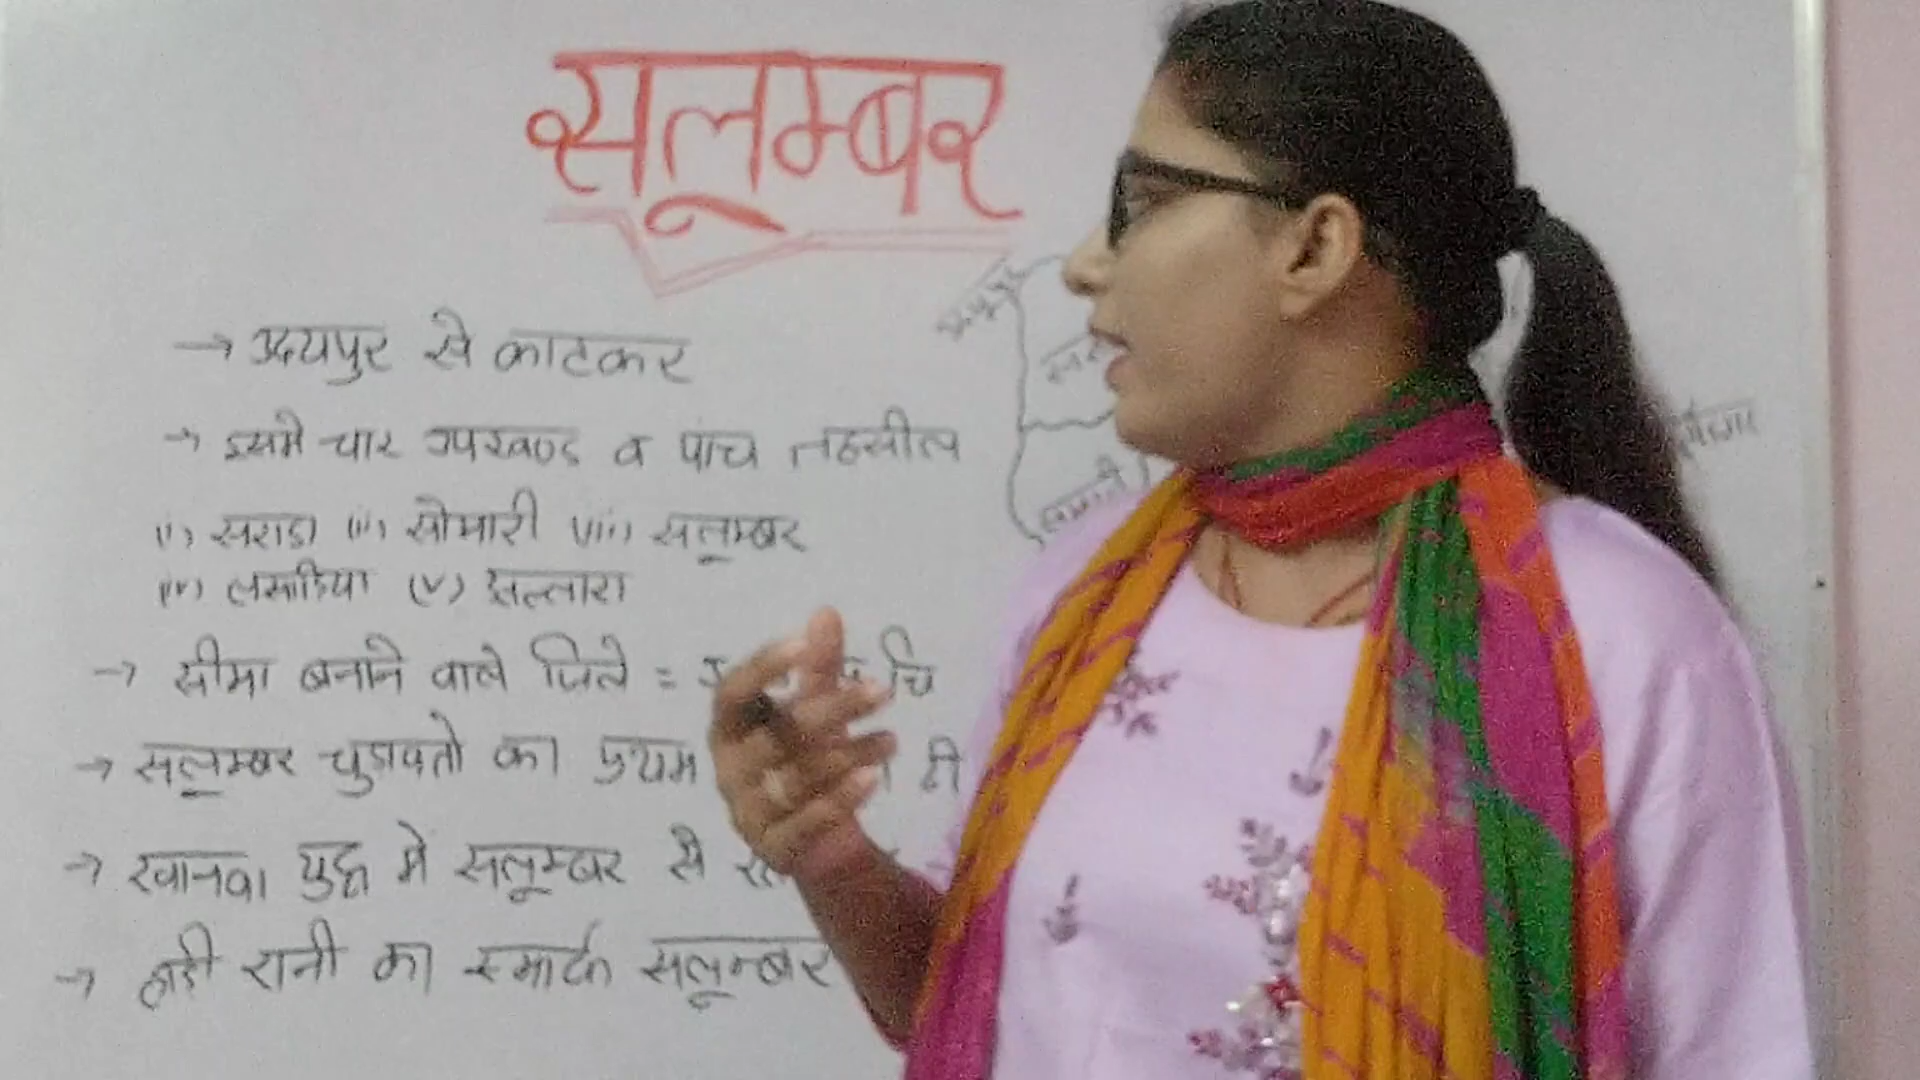 सलूम्बर
→ उदयपुर से काटकर
→ इसमे चार उपखण्ड व पांच तहसील
(i) सराडा (ii) सेमारी (iii) सलूम्बर
(iv) लसाडिया (v) झल्लारा
→ सीमा बनाने वाले जिले =
→ सलूम्बर चुडावतो का प्रथम
→ खानवा युद्ध मे सलूम्बर से
→ हाडी रानी का स्मार्क सलूम्बर